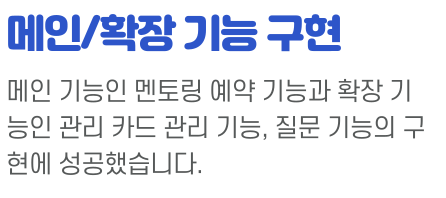 메인/확장 기능 구현
메인 기능인 멘토링 예약 기능과 확장 기
능인 관리 카드 관리 기능, 질문 기능의 구
현에 성공했습니다.